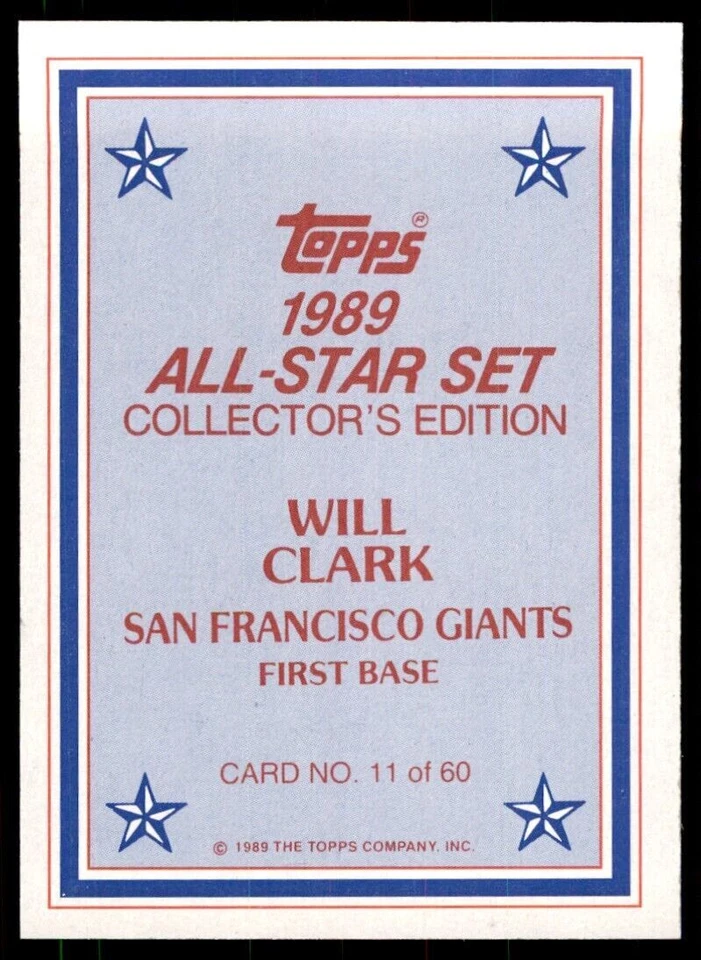 TOPPS®
1989
ALL-STAR SET
COLLECTOR'S EDITION
WILL
CLARK
SAN FRANCISCO GIANTS
FIRST BASE
CARD NO. 11 of 60
© 1989 THE TOPPS COMPANY, INC.